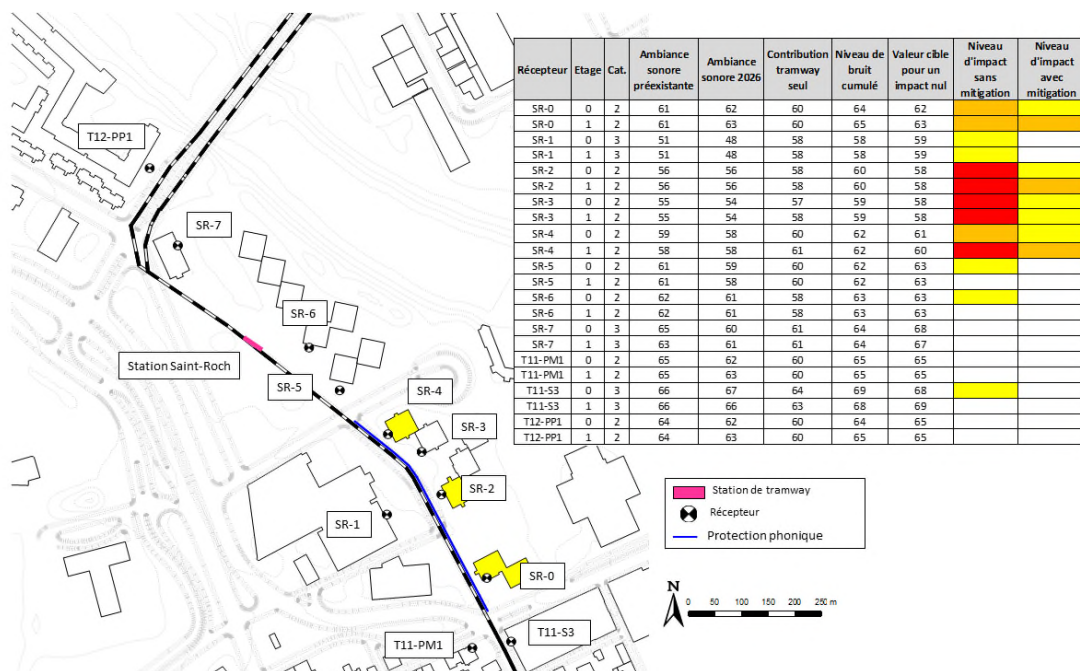 Récepteur Etage Cat. Ambiance sonore préexistante Ambiance sonore 2026 Contribution tramway seul Niveau de bruit cumulé Valeur cible pour un impact nul Niveau d'impact sans mitigation Niveau d'impact avec mitigation
SR-0 0 2 61 62 60 64 62
SR-0 1 2 61 63 60 65 63
SR-1 0 3 51 48 58 58 59
SR-1 1 3 51 48 58 58 59
SR-2 0 2 56 56 58 60 58
SR-2 1 2 56 56 58 60 58
SR-3 0 2 55 54 57 59 58
SR-3 1 2 55 54 58 59 58
SR-4 0 2 59 58 60 62 61
SR-4 1 2 58 58 61 62 60
SR-5 0 2 61 59 60 62 63
SR-5 1 2 61 58 60 62 63
SR-6 0 2 62 61 58 63 63
SR-6 1 2 62 61 58 63 63
SR-7 0 3 65 60 61 64 68
SR-7 1 3 63 61 61 64 67
T11-PM1 0 2 65 62 60 65 65
T11-PM1 1 2 65 63 60 65 65
T11-S3 0 3 66 67 64 69 68
T11-S3 1 3 66 66 63 68 69
T12-PP1 0 2 64 62 60 64 65
T12-PP1 1 2 64 63 60 65 65
T12-PP1
SR-7
SR-6
Station Saint-Roch
SR-5
SR-4
SR-3
SR-2
SR-1
SR-0
T11-S3
T11-PM1
Station de tramway
Récepteur
Protection phonique
N
0 50 100 150 200 250 m